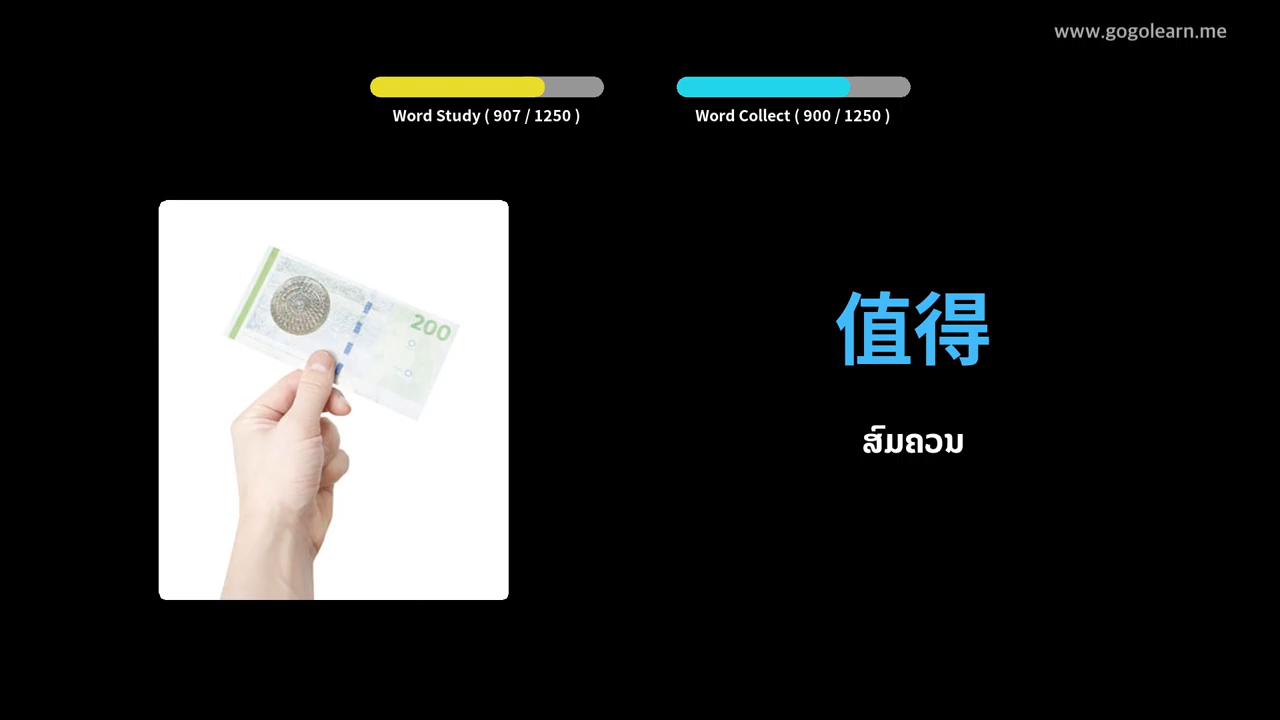 www.gogolearn.me
Word Study ( 907 / 1250 )
Word Collect ( 900 / 1250 )
200
值得
ສົມຄວນ